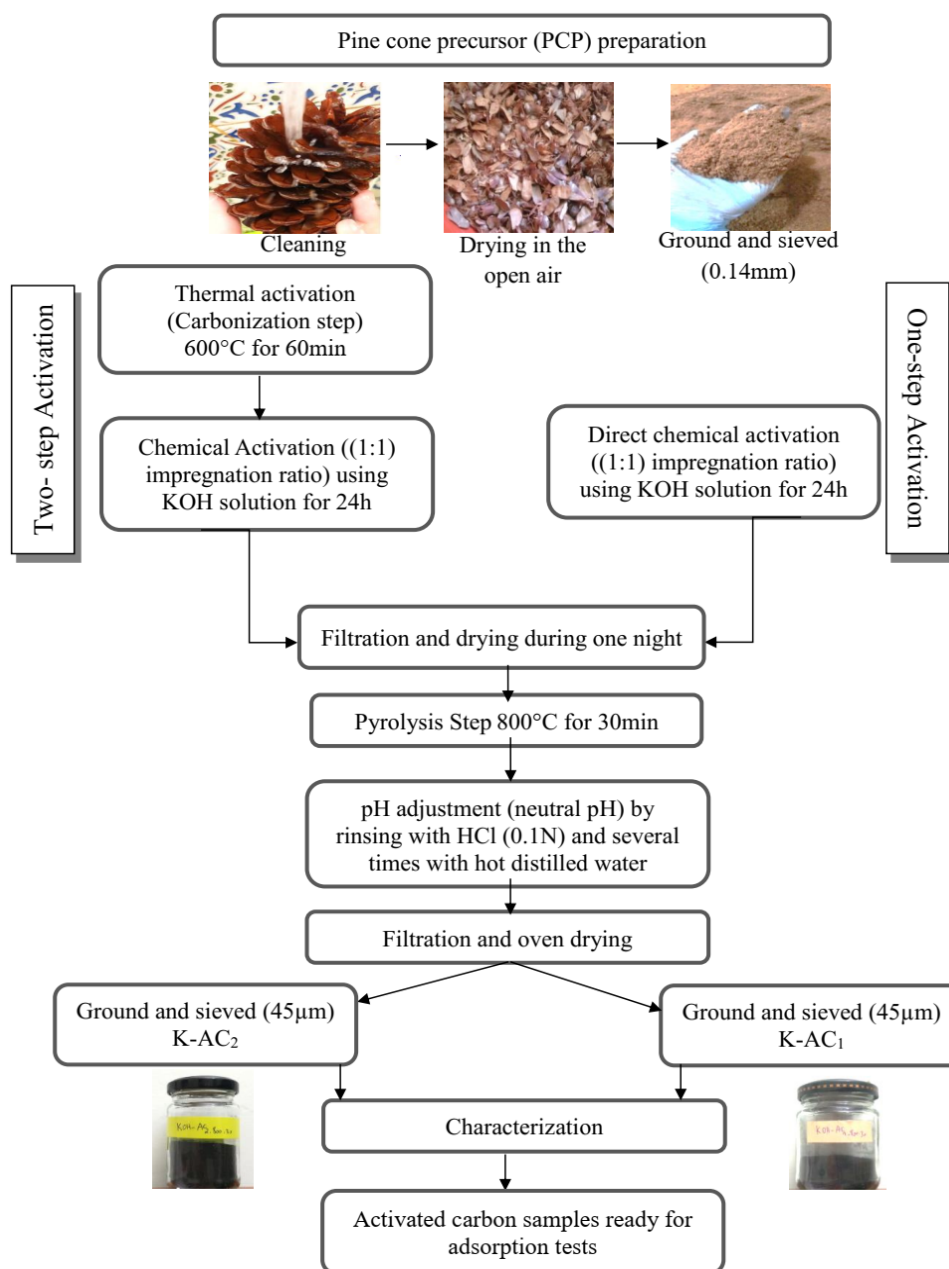 Pine cone precursor (PCP) preparation
Cleaning
Drying in the
open air
Ground and sieved
(0.14mm)
Two- step Activation
Thermal activation
(Carbonization step)
600°C for 60min
Chemical Activation ((1:1)
impregnation ratio) using
KOH solution for 24h
One-step Activation
Direct chemical activation
((1:1) impregnation ratio)
using KOH solution for 24h
Filtration and drying during one night
Pyrolysis Step 800°C for 30min
pH adjustment (neutral pH) by
rinsing with HCl (0.1N) and several
times with hot distilled water
Filtration and oven drying
Ground and sieved (45µm)
K-AC₂
Ground and sieved (45µm)
K-AC₁
Characterization
Activated carbon samples ready for
adsorption tests